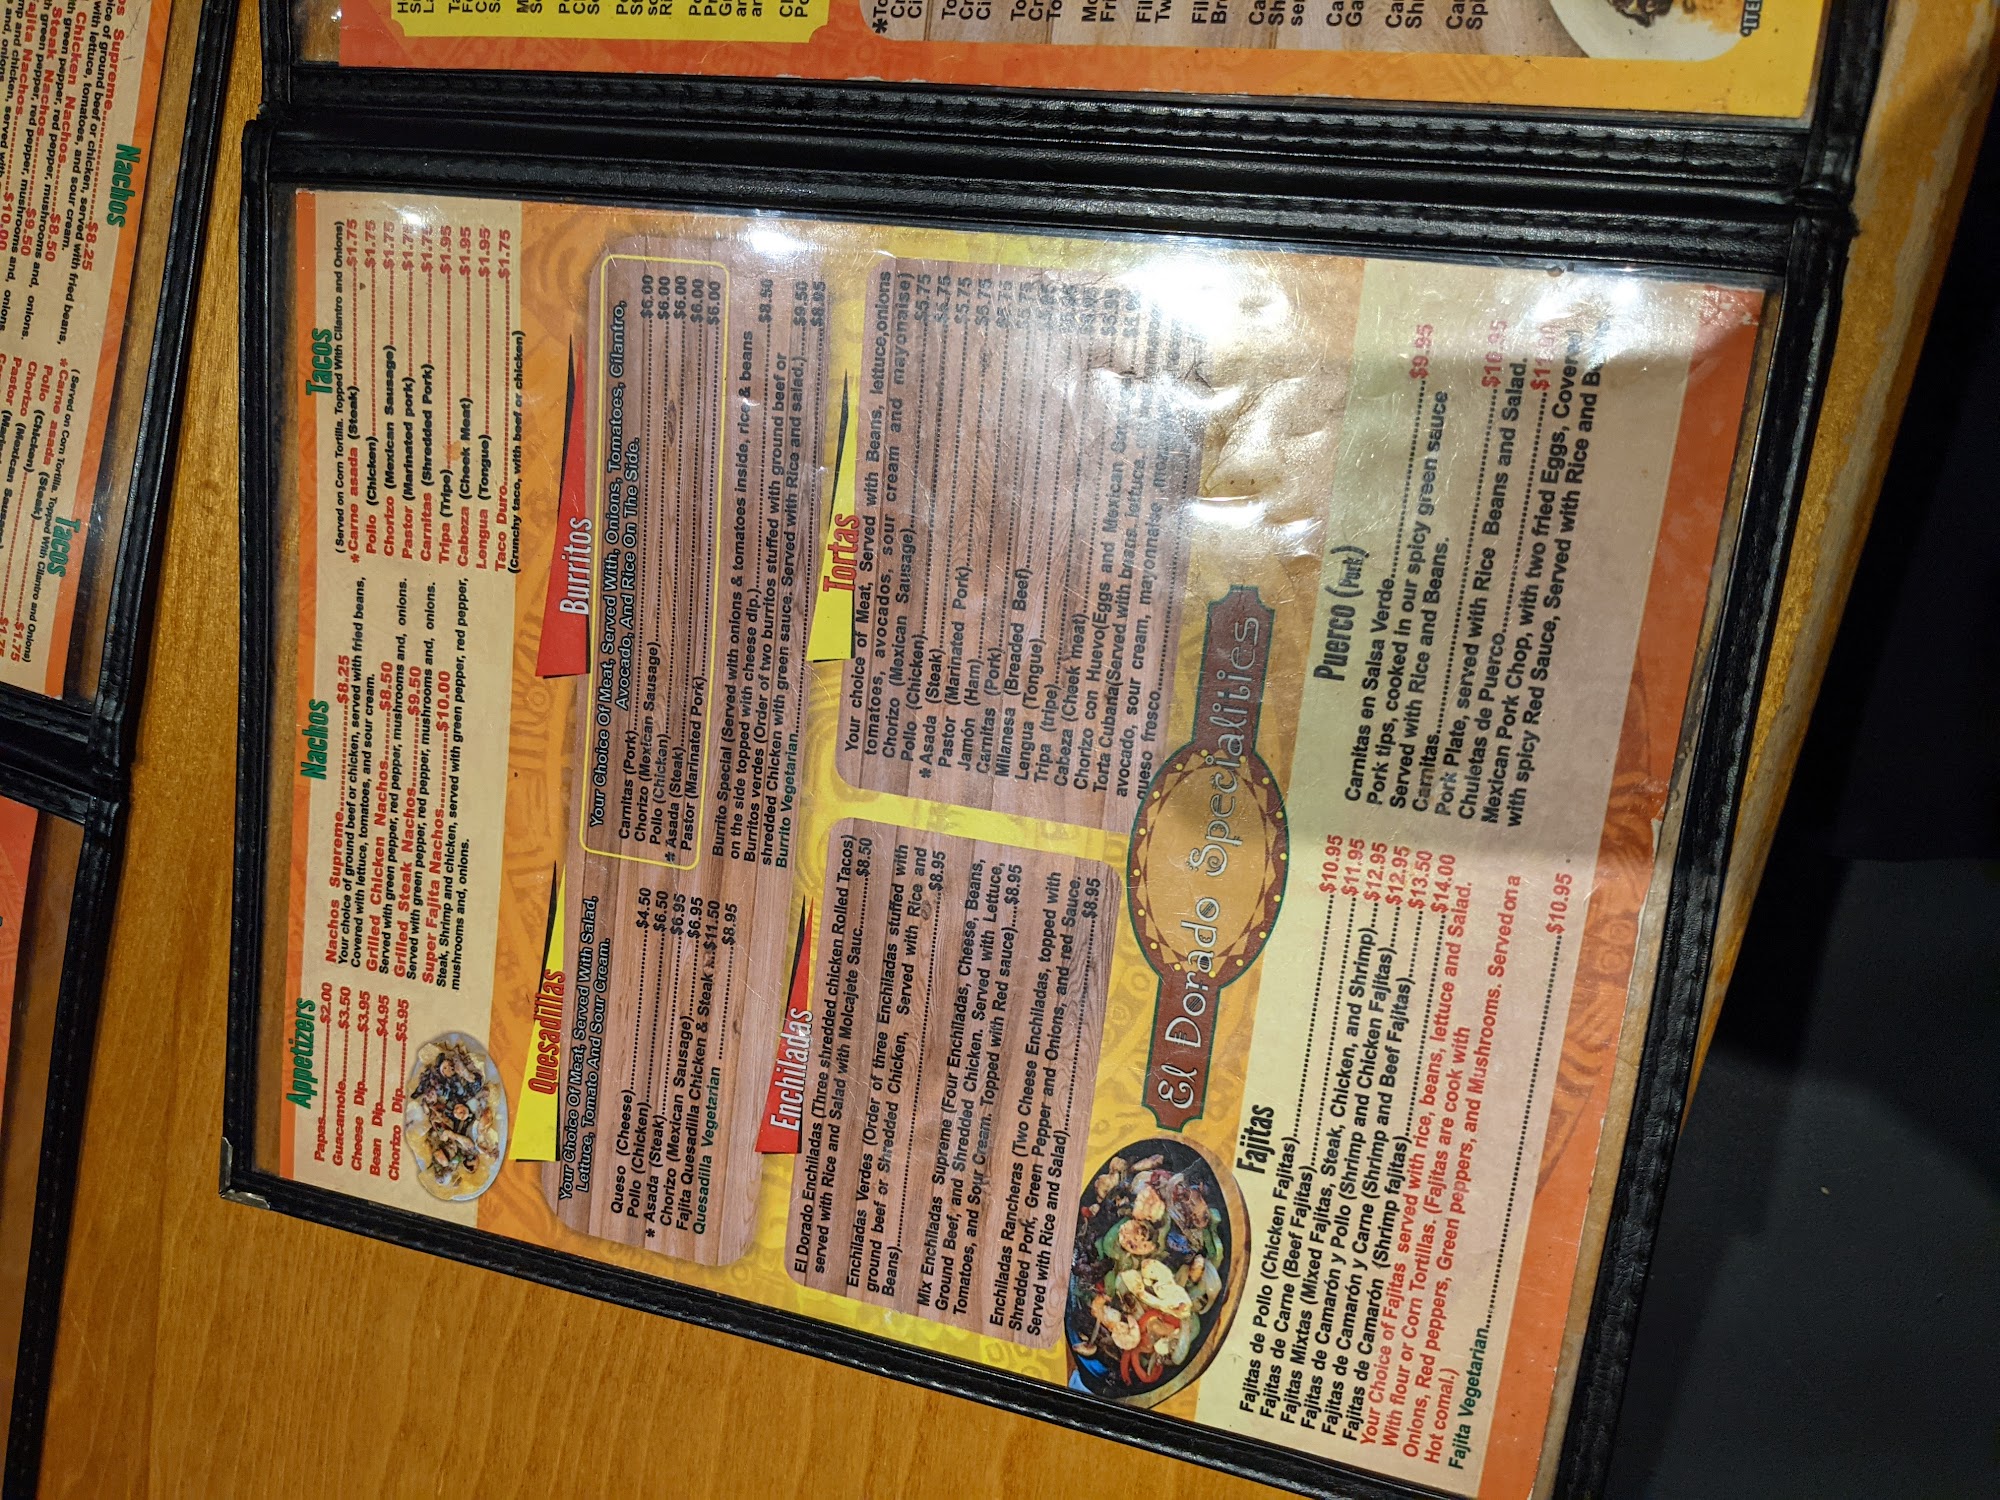 Appetizers
Papas.....................$2.00
Guacamole..........$3.50
Cheese Dip.........$3.95
Bean Dip..............$4.95
Chorizo Dip........$5.95
Nachos
Nachos Supreme.....................$8.25
Your choice of ground beef or chicken, served with fried beans,
Covered with lettuce, tomatoes, and sour cream.
Grilled Chicken Nachos.......$8.50
Served with green pepper, red pepper, mushrooms and, onions.
Grilled Steak Nachos...........$9.50
Served with green pepper, red pepper, mushrooms and, onions.
Super Fajita Nachos..............$10.00
Steak, Shrimp and chicken, served with green pepper, red pepper,
mushrooms and, onions.
Tacos
( Served on Corn Tortilla. Topped With Cilantro and Onions)
* Carne asada (Steak).........................$1.75
Pollo (Chicken)......................................$1.75
Chorizo (Mexican Sausage)...............$1.75
Pastor (Marinated pork).....................$1.75
Carnitas (Shredded Pork)..................$1.75
Tripa (Tripe)..........................................$1.95
Cabeza (Cheek Meat)..........................$1.95
Lengua (Tongue)..................................$1.95
Taco Duro..............................................$1.75
(Crunchy taco, with beef or chicken)
Quesadillas
Your Choice Of Meat, Served With Salad,
Lettuce, Tomato And Sour Cream.
Queso (Cheese)................................$4.50
Pollo (Chicken)................................$6.50
* Asada (Steak)................................$6.95
Chorizo (Mexican Sausage)............$6.95
Fajita Quesadilla Chicken & Steak ..$11.50
Quesadilla Vegetarian ......................$8.95
Burritos
Your Choice Of Meat, Served With, Onions, Tomatoes, Cilantro,
Avocado, And Rice On The Side.
Carnitas (Pork)................................$6.00
Chorizo (Mexican Sausage)................$6.00
Pollo (Chicken)................................$6.00
* Asada (Steak)................................$6.00
Pastor (Marinated Pork)....................$6.00
Burrito Special (Served with onions & tomatoes inside, rice & beans
on the side topped with cheese dip,).......................$8.50
Burritos verdes (Order of two burritos stuffed with ground beef or
shredded Chicken with green sauce. Served with Rice and salad.)......$9.50
Burrito Vegetarian................................$8.95
Enchiladas
El Dorado Enchiladas (Three shredded chicken Rolled Tacos)
served with Rice and Salad with Molcajete Sauc........$8.50
Enchiladas Verdes (Order of three Enchiladas stuffed with
ground beef or Shredded Chicken, Served with Rice and
Beans)................................$8.95
Mix Enchiladas Supreme (Four Enchiladas, Cheese, Beans,
Ground Beef, and Shredded Chicken. Served with Lettuce,
Tomatoes, and Sour Cream. Topped with Red sauce)....$8.95
Enchiladas Rancheras (Two Cheese Enchiladas, topped with
Shredded Pork, Green Pepper and Onions, and red Sauce.
Served with Rice and Salad)................................$8.95
Tortas
Your choice of Meat, Served with Beans, lettuce,onions
tomatoes, avocados, sour cream and mayonaise)
Chorizo (Mexican Sausage)..............$5.75
Pollo (Chicken)................................$5.75
* Asada (Steak)................................$5.75
Pastor (Marinated Pork)................$5.75
Jamón (Ham)................................$5.75
Carnitas (Pork)................................
Milanesa (Breaded Beef)................
Lengua (Tongue)................................
Tripa (tripe)................................
Cabeza (Cheek meat)................................
Chorizo con Huevo(Eggs and Mexican
Torta Cubana(Served with beans, lettuce,
avocado, sour cream, mayonnaise,
queso fresco................................
El Dorado Specialities
Fajitas
Fajitas de Pollo (Chicken Fajitas)................................$10.95
Fajitas de Carne (Beef Fajitas)................................$11.95
Fajitas Mixtas (Mixed Fajitas, Steak, Chicken, and Shrimp)....$12.95
Fajitas de Camarón y Pollo (Shrimp and Chicken Fajitas)......$12.95
Fajitas de Camarón y Carne (Shrimp and Beef Fajitas).........$13.50
Fajitas de Camarón (Shrimp fajitas)................................$14.00
Your Choice of Fajitas served with rice, beans, lettuce and Salad.
With flour or Corn Tortillas. (Fajitas are cook with
Onions, Red peppers, Green peppers, and Mushrooms. Served on a
Hot comal.)
Fajita Vegetarian................................$10.95 .
Puerco (Pork)
Carnitas en Salsa Verde................................$9.95
Pork tips, cooked in our spicy green sauce
Served with Rice and Beans.
Carnitas................................$10.95
Pork Plate, served with Rice Beans and Salad.
Chuletas de Puerco................................$11.00
Mexican Pork Chop, with two fried Eggs, Covered
with spicy Red Sauce, Served with Rice and